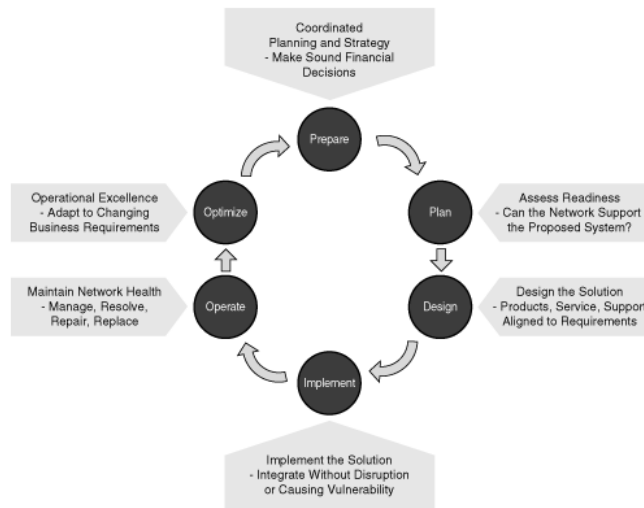 Coordinated
Planning and Strategy
- Make Sound Financial
Decisions
Prepare
Operational Excellence
- Adapt to Changing
Business Requirements
Optimize
Plan
Assess Readiness
- Can the Network Support
the Proposed System?
Maintain Network Health
- Manage, Resolve,
Repair, Replace
Operate
Design
Design the Solution
- Products, Service, Support
Aligned to Requirements
Implement
Implement the Solution
- Integrate Without Disruption
or Causing Vulnerability